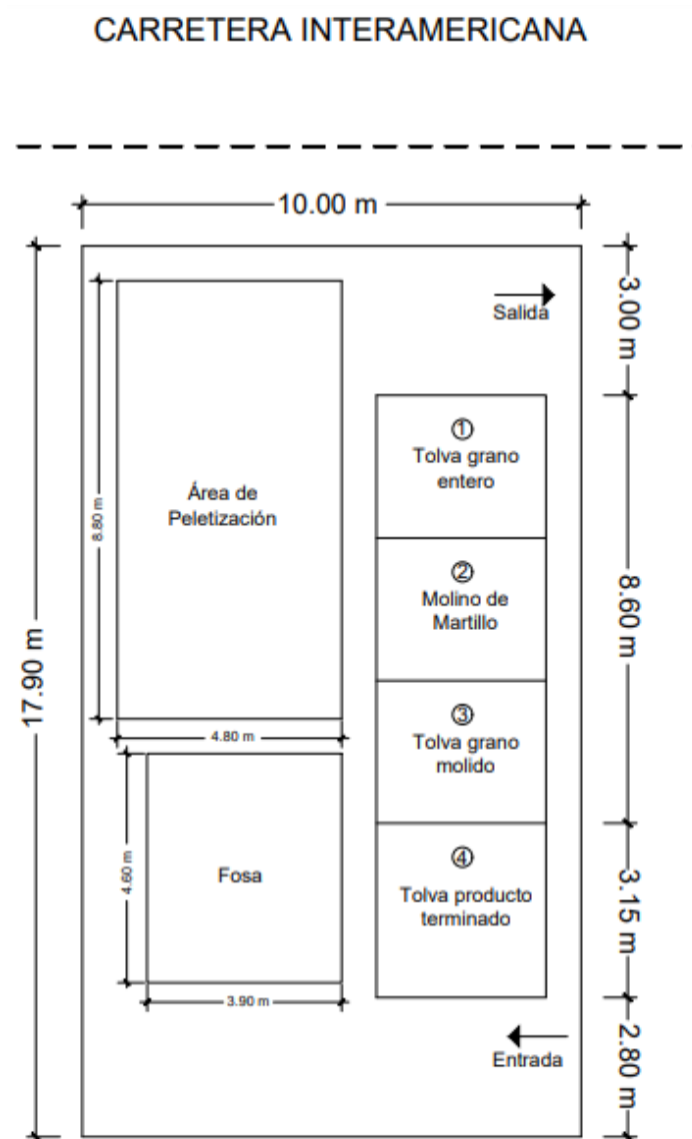 CARRETERA INTERAMERICANA
10.00 m
Salida
3.00 m
①
Tolva grano
entero
Área de
Peletización
8.80 m
②
Molino de
Martillo
8.60 m
17.90 m
③
Tolva grano
molido
4.80 m
4.60 m
Fosa
④
Tolva producto
terminado
3.15 m
3.90 m
Entrada
2.80 m